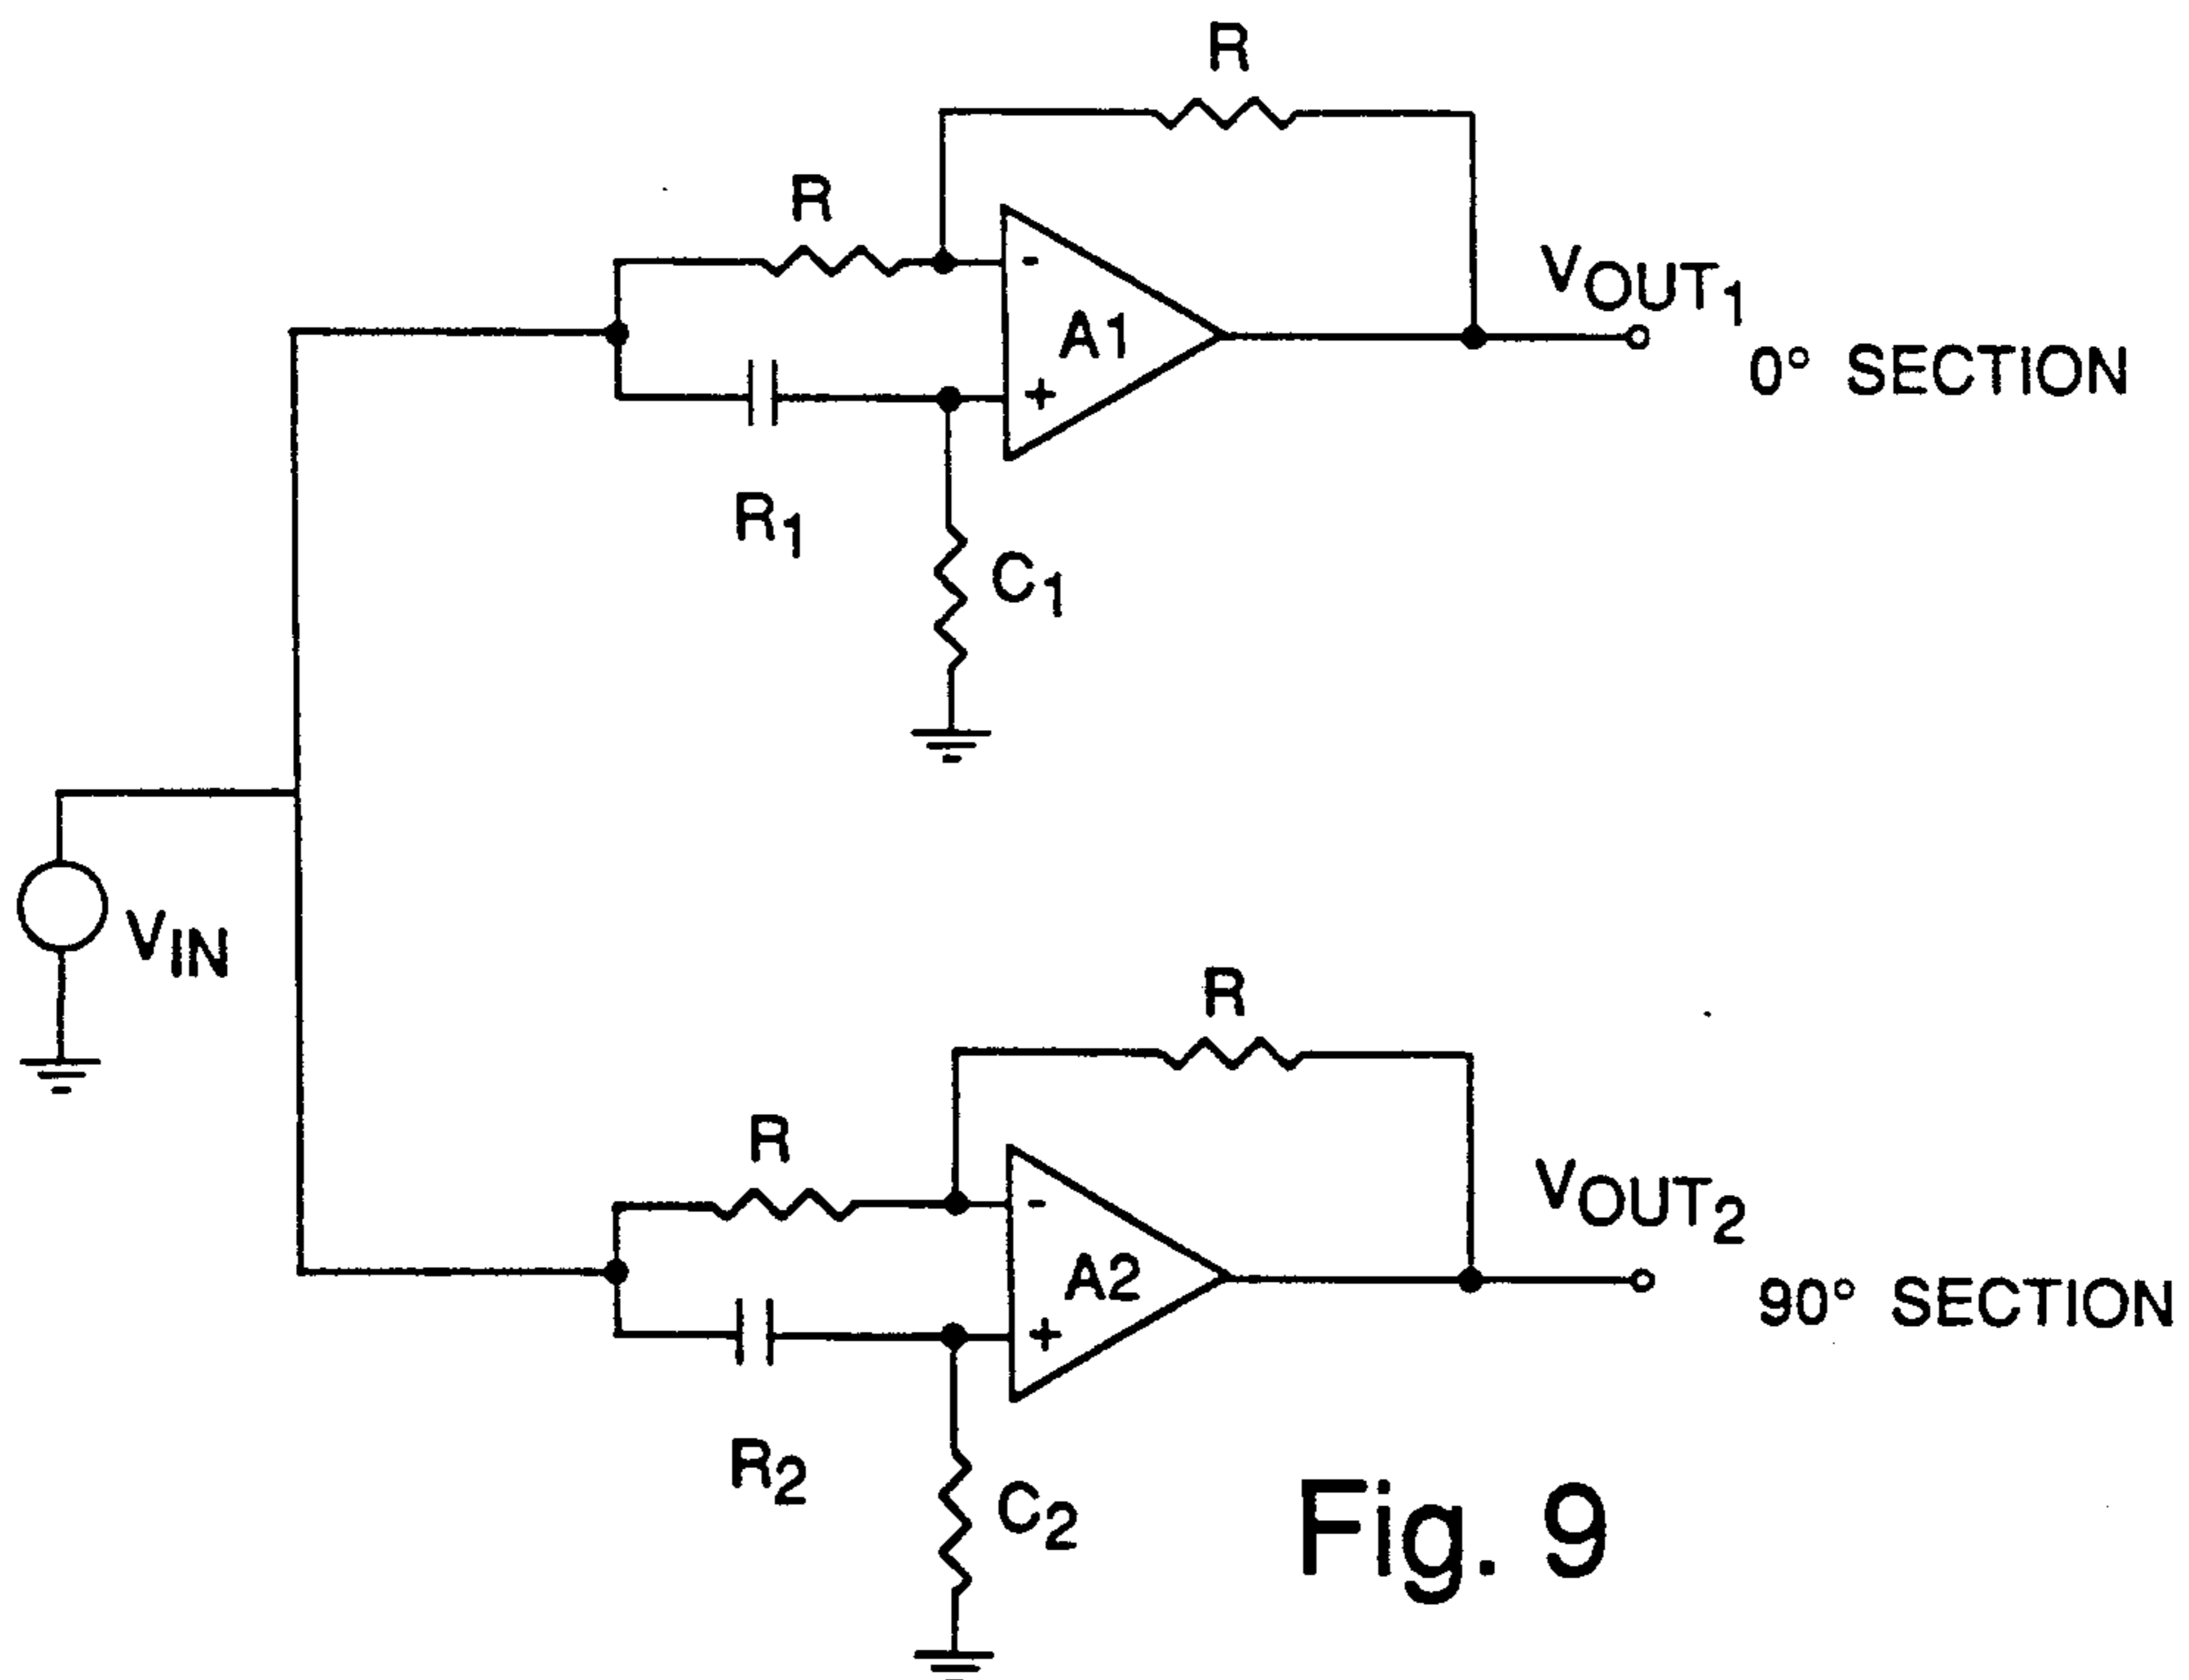 R
R
-
A1
+
VOUT1
0° SECTION
R1
C1
VIN
R
R
-
A2
+
VOUT2
90° SECTION
R2
C2
Fig. 9